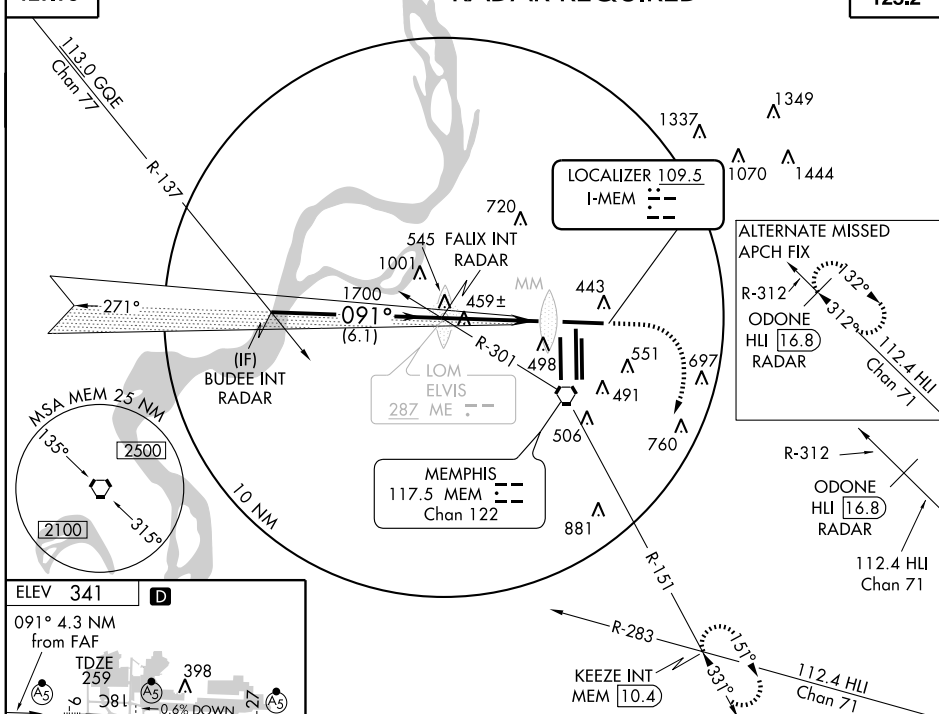 RADAR REQUIRED
113.0 GQE
Chan 77
R-137
1349
1337
1070
1444
LOCALIZER 109.5
I-MEM
720
545
FALIX INT
RADAR
1001
MM
443
271°
1700
091°
(6.1)
459±
(IF)
BUDEE INT
RADAR
R-301
498
551
491
697
LOM
ELVIS
287 ME
506
760
MSA MEM 25 NM
135°
2500
2100
315°
10 NM
MEMPHIS
117.5 MEM
Chan 122
881
ALTERNATE MISSED
APCH FIX
R-312
132°
312°
ODONE
HLI 16.8
RADAR
112.4 HLI
Chan 71
R-312
ODONE
HLI 16.8
RADAR
112.4 HLI
Chan 71
R-151
R-283
151°
331°
KEEZE INT
MEM 10.4
112.4 HLI
Chan 71
ELEV 341
D
091° 4.3 NM
from FAF
TDZE
259
A5
18C
A5
398
27
A5
0.6% DOWN